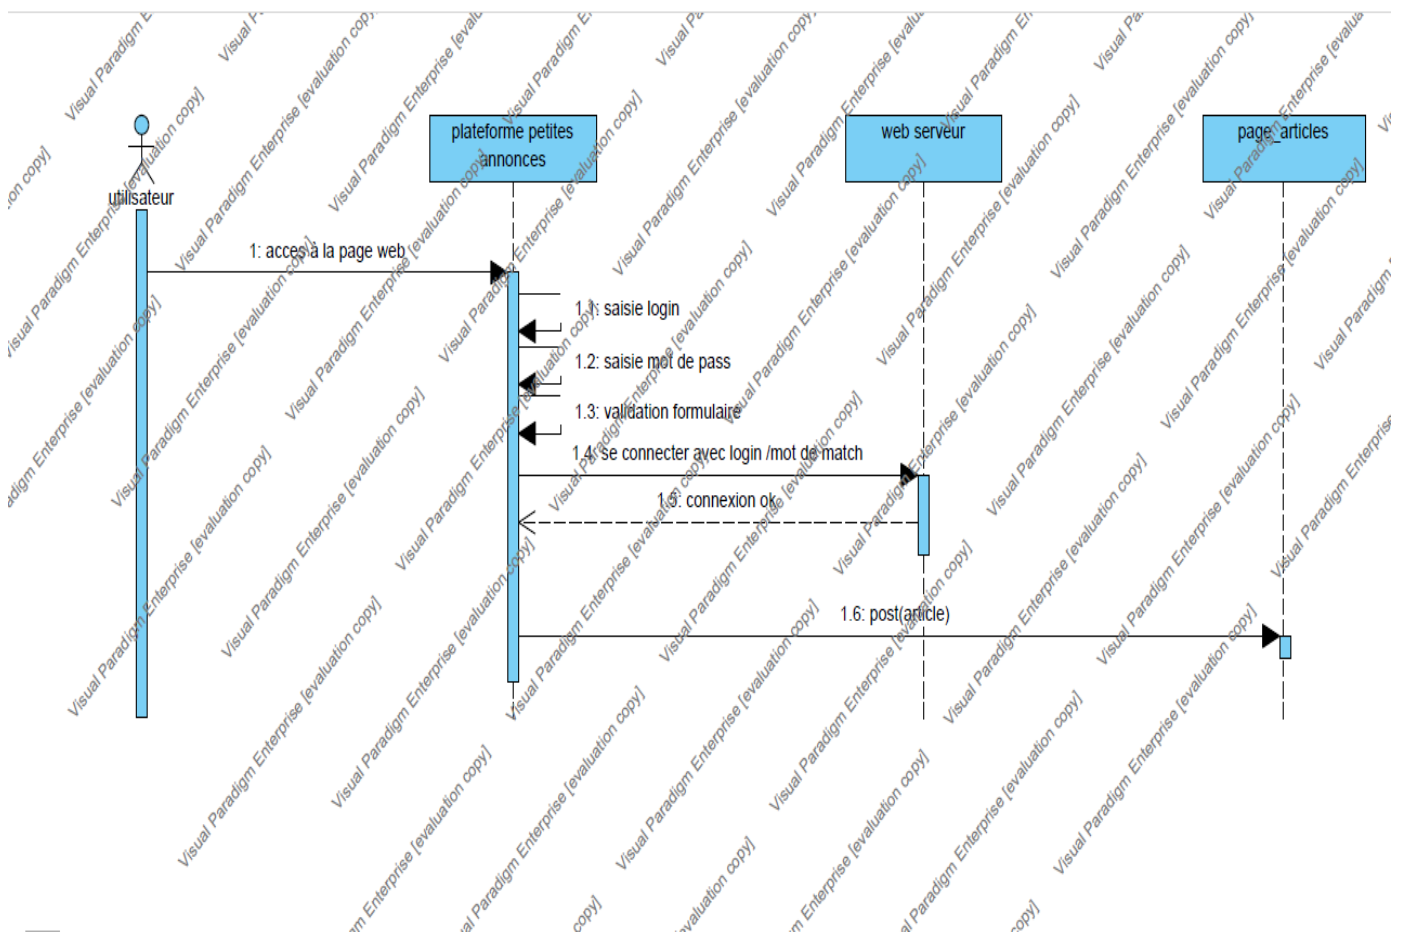 utilisateur
plateforme petites
annonces
web serveur
page_articles
1: acces à la page web
1.1: saisie login
1.2: saisie mot de pass
1.3: validation formulaire
1.4: se connecter avec login /mot de match
1.5: connexion ok
1.6: post(article)
Visual Paradigm Enterprise [evaluation copy]